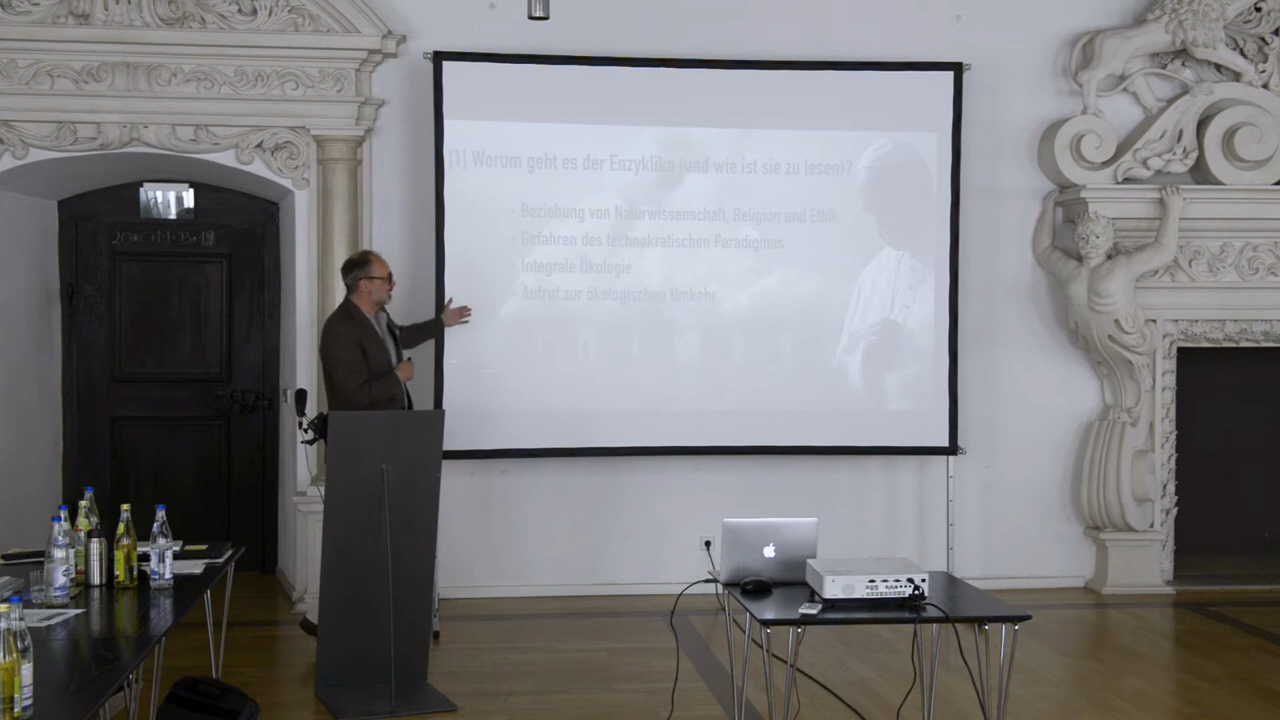 [1] Worum geht es der Enzyklika (und wie ist sie zu lesen)?
· Beziehung von Naturwissenschaft, Religion und Ethik
· Gefahren des technokratischen Paradigmas
· Integrale Ökologie
· Aufruf zur ökologischen Umkehr